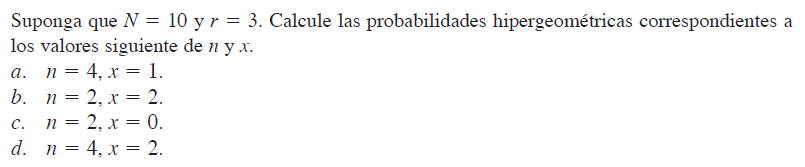 Suponga que N = 10 y r = 3. Calcule las probabilidades hipergeométricas correspondientes a
los valores siguiente de n y x.
a. n = 4, x = 1.
b. n = 2, x = 2.
c. n = 2, x = 0.
d. n = 4, x = 2.